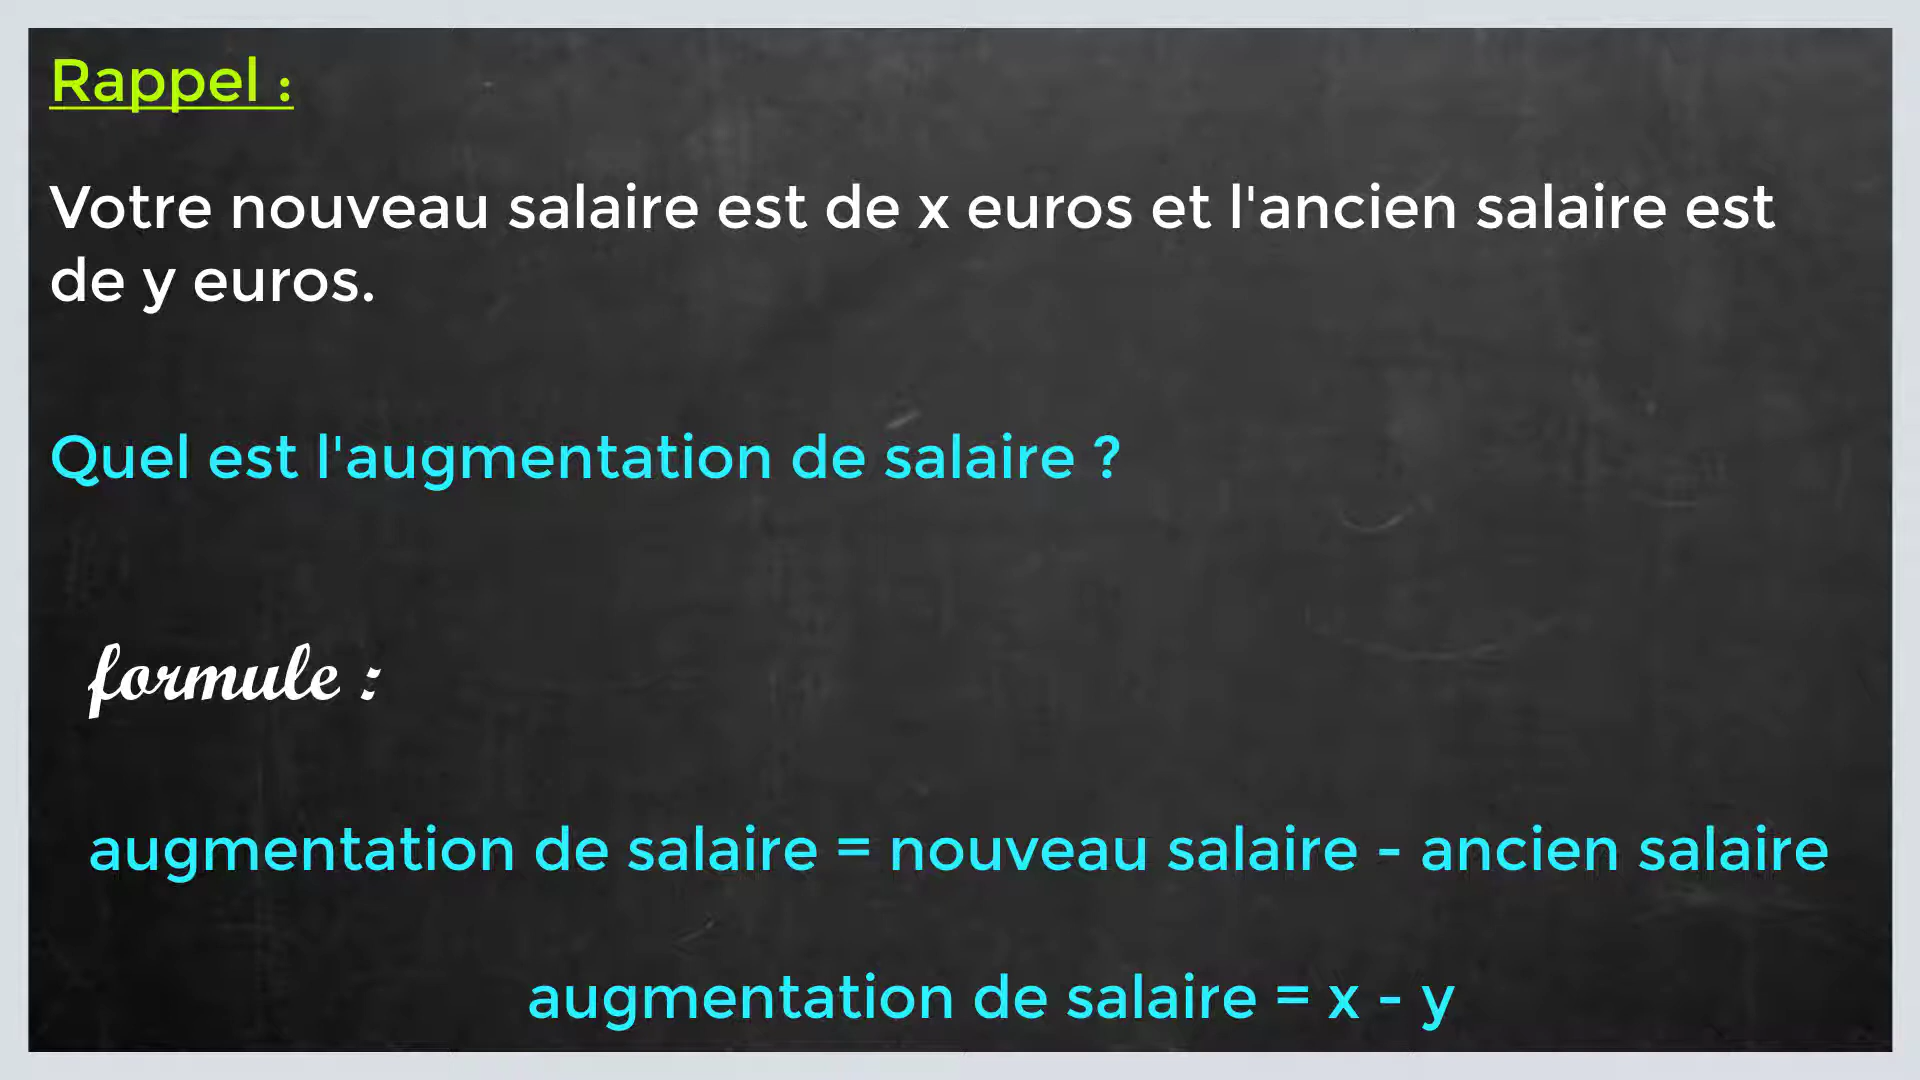 Rappel :
Votre nouveau salaire est de x euros et l'ancien salaire est
de y euros.
Quel est l'augmentation de salaire ?
formule :
augmentation de salaire = nouveau salaire - ancien salaire
augmentation de salaire = x - y